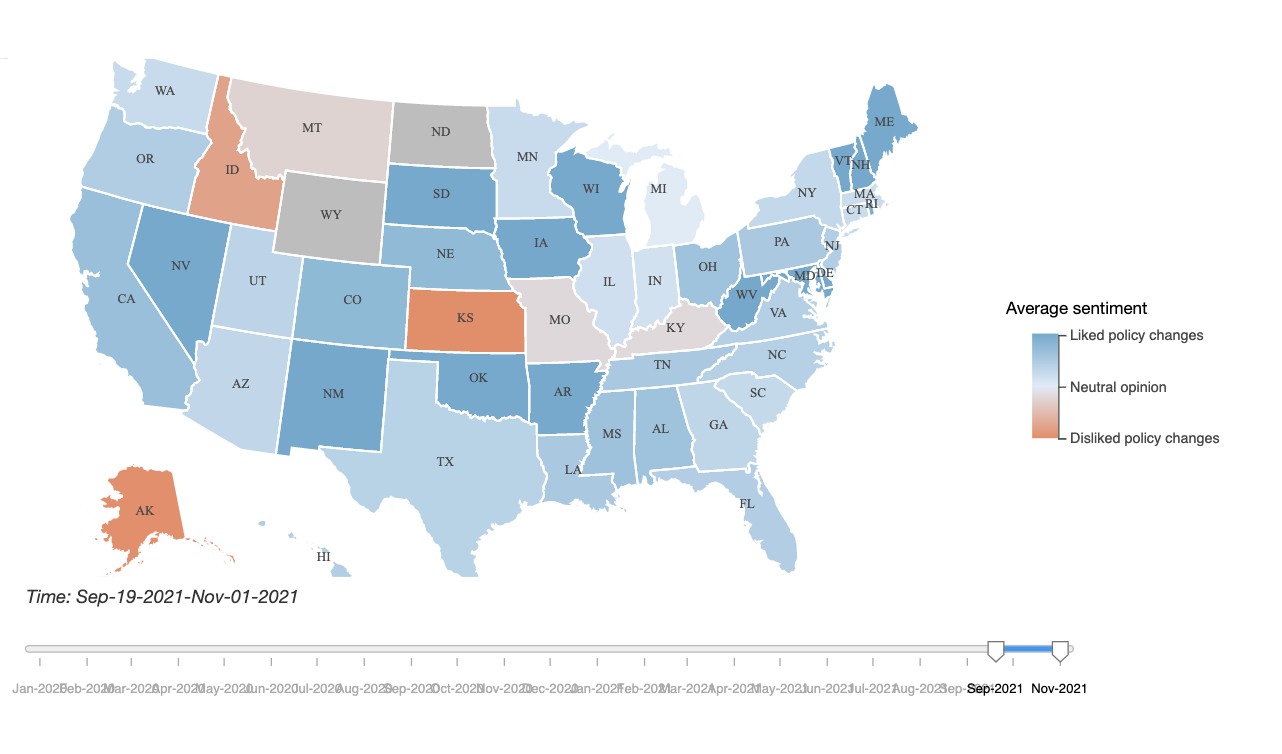 WA
MT
ND
ME
MN
OR
VT
NH
ID
MI
WI
SD
NY
MA
RI
CT
WY
IA
PA
NJ
NE
NV
OH
DE
MD
UT
IL
IN
WV
CA
CO
VA
KS
MO
KY
NC
TN
AZ
NM
OK
AR
SC
GA
AL
MS
TX
LA
FL
AK
HI
Average sentiment
Liked policy changes
Neutral opinion
Disliked policy changes
Time: Sep-19-2021-Nov-01-2021
Jan-2020 Feb-2020 Mar-2020 Apr-2020 May-2020 Jun-2020 Jul-2020 Aug-2020 Sep-2020 Oct-2020 Nov-2020 Dec-2020 Jan-2021 Feb-2021 Mar-2021 Apr-2021 May-2021 Jun-2021 Jul-2021 Aug-2021 Sep-2021 Sep-2021 Nov-2021